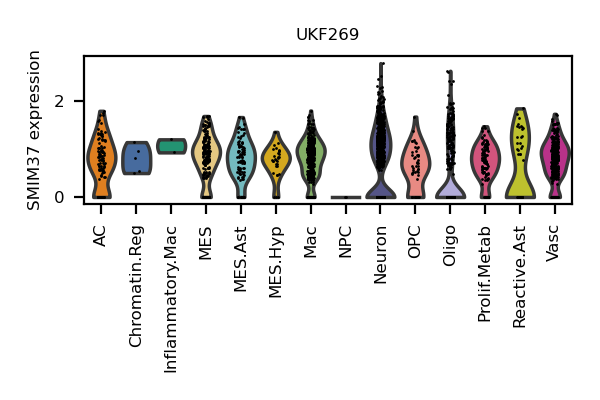 UKF269
SMIM37 expression
2
0
AC
Chromatin.Reg
Inflammatory.Mac
MES
MES.Ast
MES.Hyp
Mac
NPC
Neuron
OPC
Oligo
Prolif.Metab
Reactive.Ast
Vasc